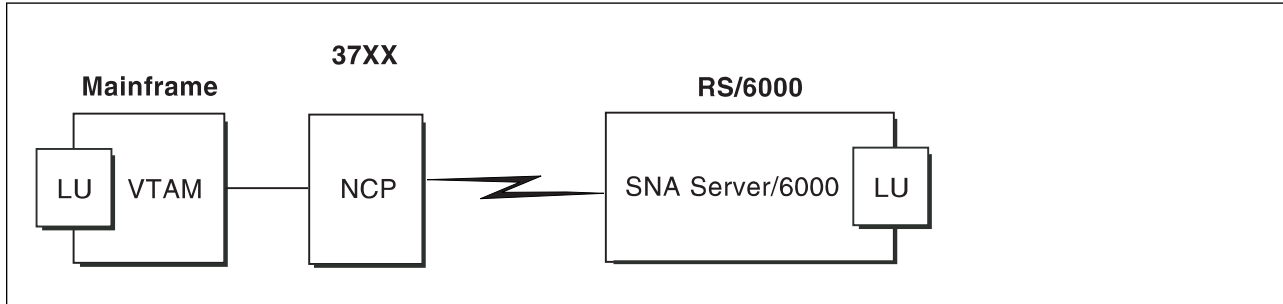 37XX
Mainframe
RS/6000
LU
VTAM
NCP
SNA Server/6000
LU